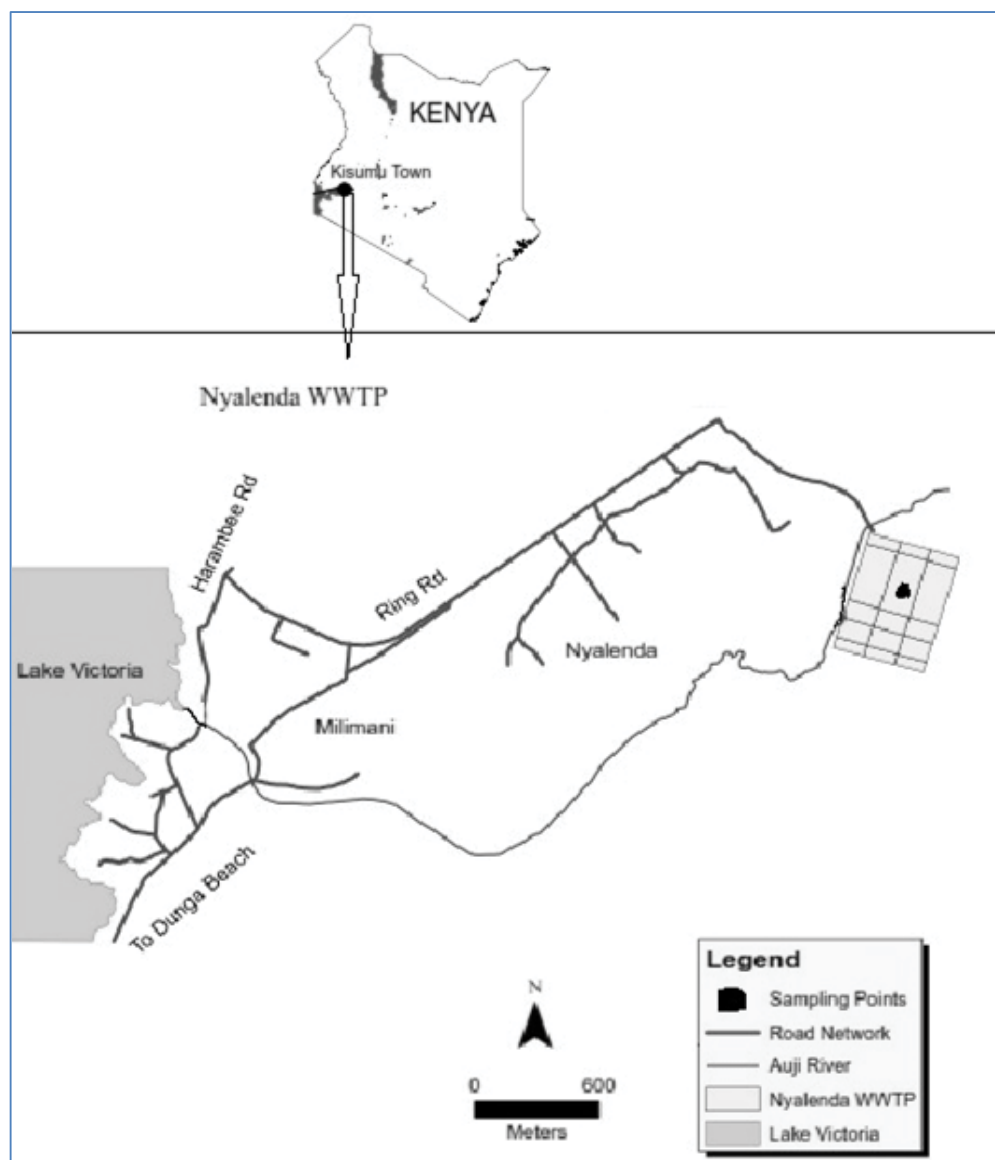 KENYA
Kisumu Town
Nyalenda WWTP
Harambee Rd
Ring Rd
Lake Victoria
Nyalenda
Milimani
To Dunga Beach
N
0 600
Meters
Legend
Sampling Points
Road Network
Auji River
Nyalenda WWTP
Lake Victoria